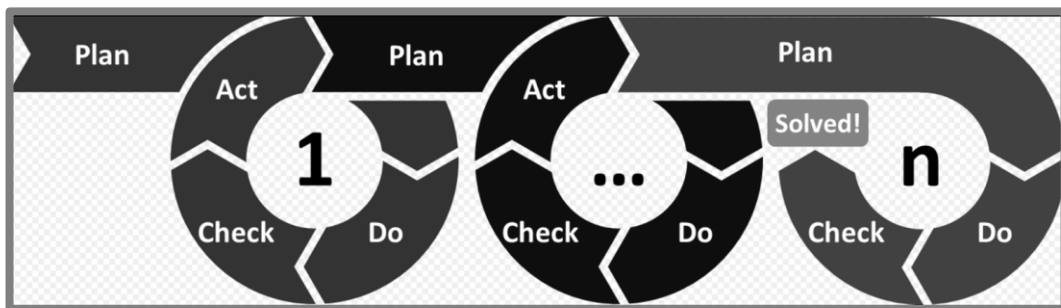 Plan
Plan
Plan
Act
Act
Solved!
1
...
n
Check
Do
Check
Do
Check
Do